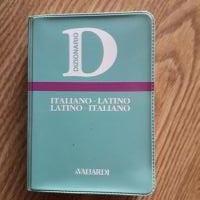 DIZIONARIO
D
ITALIANO - LATINO
LATINO - ITALIANO
A.VALLARDI